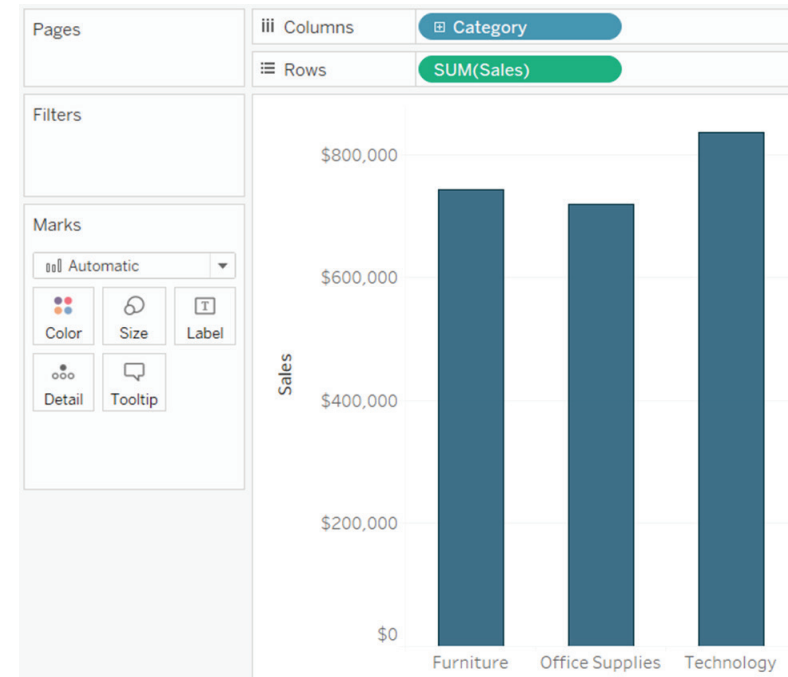 Pages
Columns
Category
Rows
SUM(Sales)
Filters
Marks
Automatic
Color
Size
T
Label
Detail
Tooltip
Sales
$800,000
$600,000
$400,000
$200,000
$0
Furniture
Office Supplies
Technology